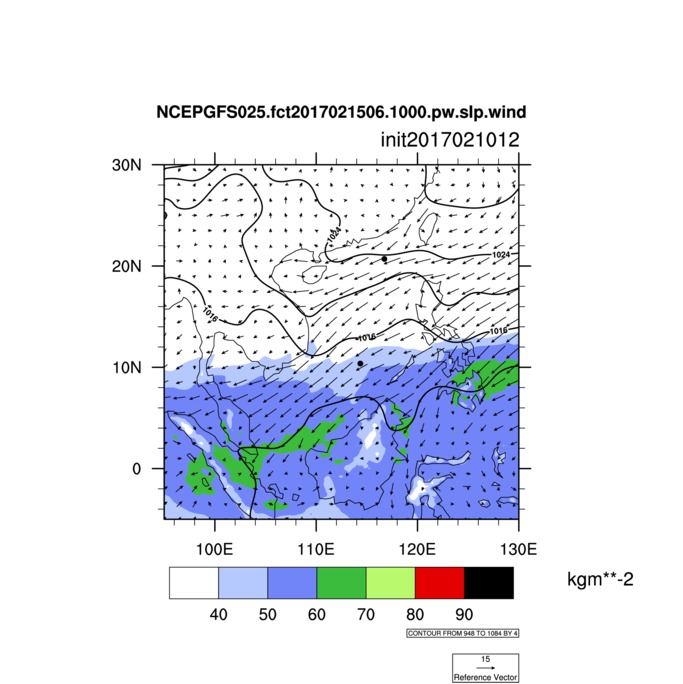 NCEPGFS025.fct2017021506.1000.pw.slp.wind
init2017021012
30N
20N
10N
0
1024
1024
1016
1016
1016
100E 110E 120E 130E
kgm**-2
40 50 60 70 80 90
CONTOUR FROM 948 TO 1084 BY 4
15
Reference Vector